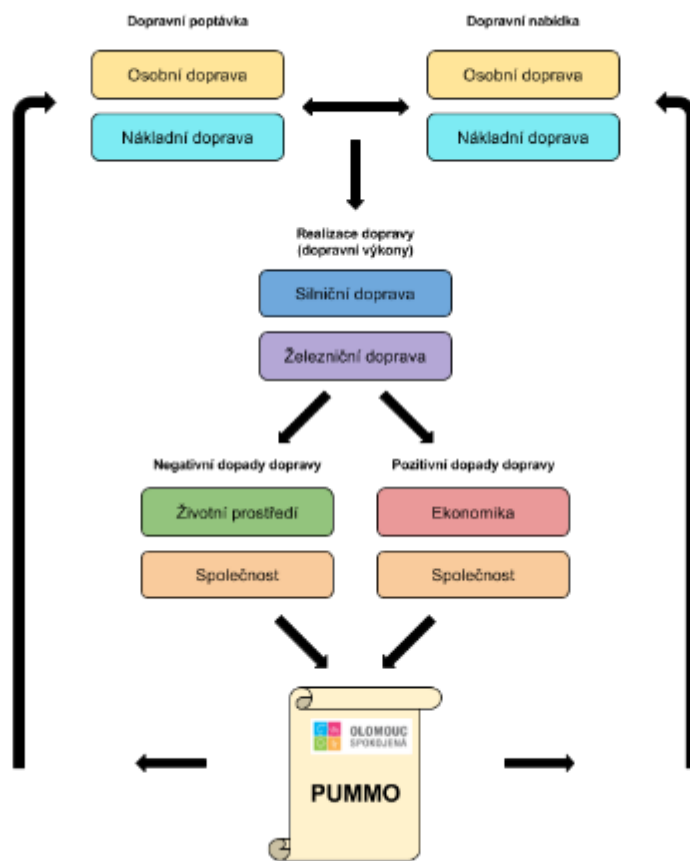 Dopravní poptávka
Dopravní nabídka
Osobní doprava
Osobní doprava
Nákladní doprava
Nákladní doprava
Realizace dopravy
(dopravní výkony)
Silniční doprava
Železniční doprava
Negativní dopady dopravy
Pozitivní dopady dopravy
Životní prostředí
Ekonomika
Společnost
Společnost
OLOMOUC
SPOKOJENÁ
PUMMO